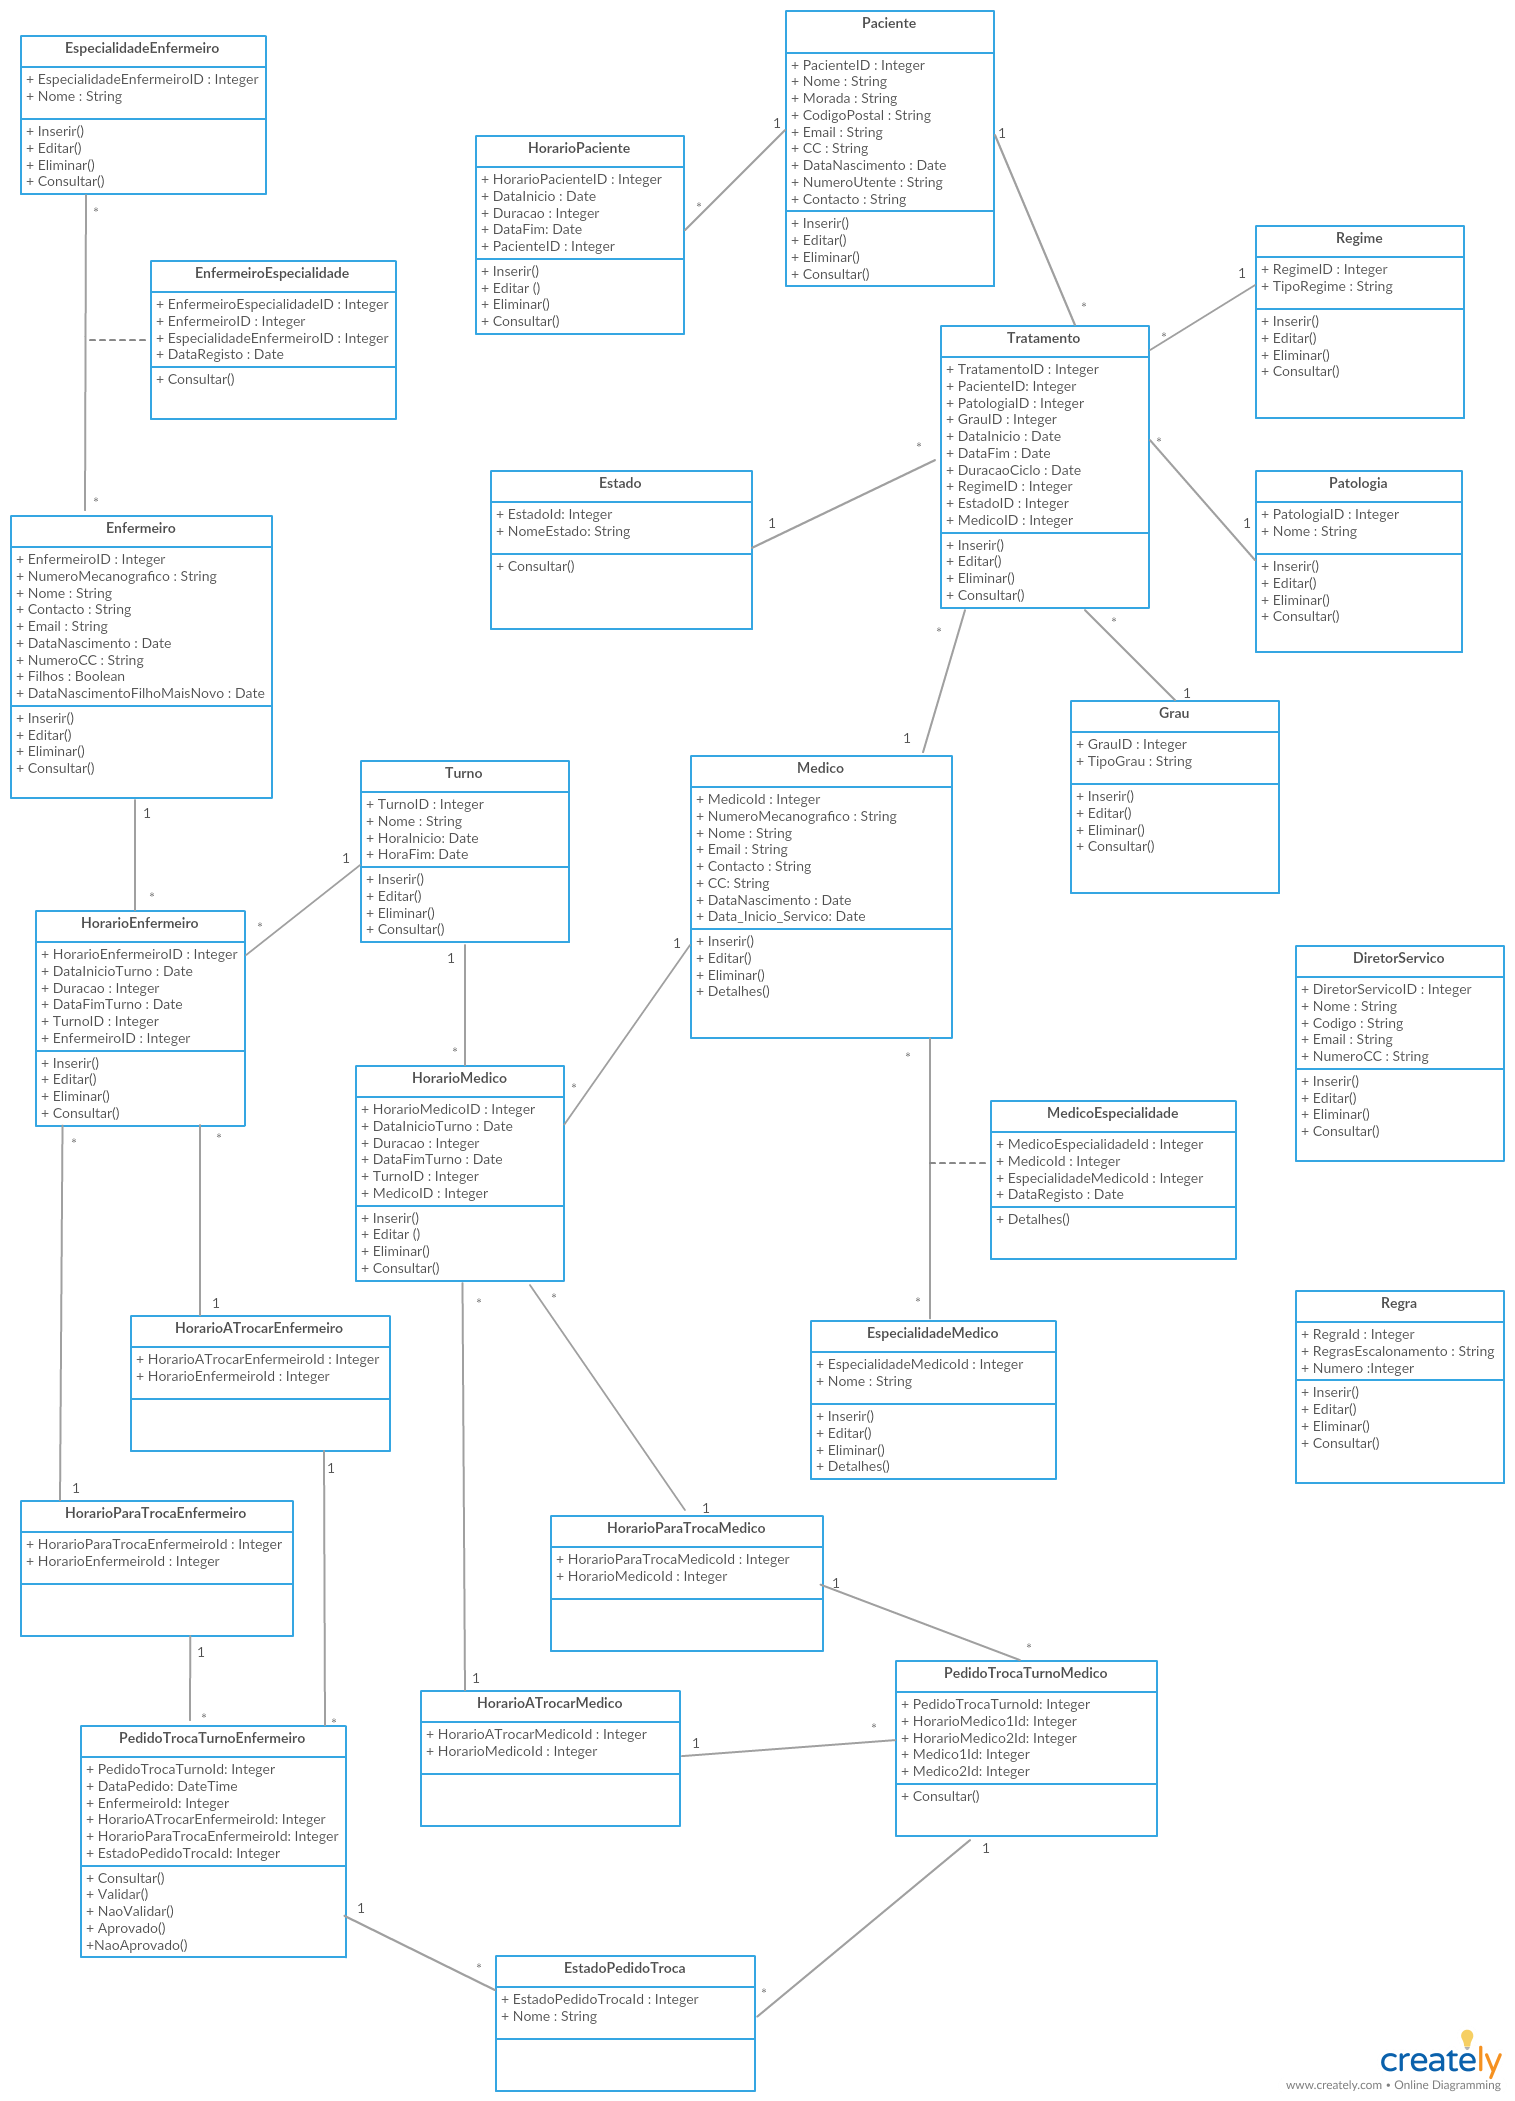 EspecialidadeEnfermeiro
+ EspecialidadeEnfermeiroID : Integer
+ Nome : String
+ Inserir()
+ Editar()
+ Eliminar()
+ Consultar()
*
*
EnfermeiroEspecialidade
+ EnfermeiroEspecialidadeID : Integer
+ EnfermeiroID : Integer
+ EspecialidadeEnfermeiroID : Integer
+ DataRegisto : Date
+ Consultar()
Paciente
+ PacienteID : Integer
+ Nome : String
+ Morada : String
+ CodigoPostal : String
+ Email : String
+ CC : String
+ DataNascimento : Date
+ NumeroUtente : String
+ Contacto : String
+ Inserir()
+ Editar()
+ Eliminar()
+ Consultar()
1
*
1
*
HorarioPaciente
+ HorarioPacienteID : Integer
+ DataInicio : Date
+ Duracao : Integer
+ DataFim: Date
+ PacienteID : Integer
+ Inserir()
+ Editar ()
+ Eliminar()
+ Consultar()
Regime
+ RegimeID : Integer
+ TipoRegime : String
+ Inserir()
+ Editar()
+ Eliminar()
+ Consultar()
1
*
Tratamento
+ TratamentoID : Integer
+ PacienteID: Integer
+ PatologiaID : Integer
+ GrauID : Integer
+ DataInicio : Date
+ DataFim : Date
+ DuracaoCiclo : Date
+ RegimeID : Integer
+ EstadoID : Integer
+ MedicoID : Integer
+ Inserir()
+ Editar()
+ Eliminar()
+ Consultar()
*
1
*
1
*
1
*
1
Estado
+ EstadoId: Integer
+ NomeEstado: String
+ Consultar()
Patologia
+ PatologiaID : Integer
+ Nome : String
+ Inserir()
+ Editar()
+ Eliminar()
+ Consultar()
Enfermeiro
+ EnfermeiroID : Integer
+ NumeroMecanografico : String
+ Nome : String
+ Contacto : String
+ Email : String
+ DataNascimento : Date
+ NumeroCC : String
+ Filhos : Boolean
+ DataNascimentoFilhoMaisNovo : Date
+ Inserir()
+ Editar()
+ Eliminar()
+ Consultar()
1
*
Grau
+ GrauID : Integer
+ TipoGrau : String
+ Inserir()
+ Editar()
+ Eliminar()
+ Consultar()
Turno
+ TurnoID : Integer
+ Nome : String
+ HoraInicio: Date
+ HoraFim: Date
+ Inserir()
+ Editar()
+ Eliminar()
+ Consultar()
1
*
1
*
Medico
+ MedicoId : Integer
+ NumeroMecanografico : String
+ Nome : String
+ Email : String
+ Contacto : String
+ CC: String
+ DataNascimento : Date
+ Data_Inicio_Servico: Date
+ Inserir()
+ Editar()
+ Eliminar()
+ Detalhes()
1
*
*
*
HorarioEnfermeiro
+ HorarioEnfermeiroID : Integer
+ DataInicioTurno : Date
+ Duracao : Integer
+ DataFimTurno : Date
+ TurnoID : Integer
+ EnfermeiroID : Integer
+ Inserir()
+ Editar()
+ Eliminar()
+ Consultar()
*
1
*
1
DiretorServico
+ DiretorServicoID : Integer
+ Nome : String
+ Codigo : String
+ Email : String
+ NumeroCC : String
+ Inserir()
+ Editar()
+ Eliminar()
+ Consultar()
HorarioMedico
+ HorarioMedicoID : Integer
+ DataInicioTurno : Date
+ Duracao : Integer
+ DataFimTurno : Date
+ TurnoID : Integer
+ MedicoID : Integer
+ Inserir()
+ Editar ()
+ Eliminar()
+ Consultar()
*
1
*
1
MedicoEspecialidade
+ MedicoEspecialidadeId : Integer
+ MedicoId : Integer
+ EspecialidadeMedicoId : Integer
+ DataRegisto : Date
+ Detalhes()
Regra
+ RegraId : Integer
+ RegrasEscalonamento : String
+ Numero :Integer
+ Inserir()
+ Editar()
+ Eliminar()
+ Consultar()
HorarioATrocarEnfermeiro
+ HorarioATrocarEnfermeiroId : Integer
+ HorarioEnfermeiroId : Integer
1
*
EspecialidadeMedico
+ EspecialidadeMedicoId : Integer
+ Nome : String
+ Inserir()
+ Editar()
+ Eliminar()
+ Detalhes()
HorarioParaTrocaEnfermeiro
+ HorarioParaTrocaEnfermeiroId : Integer
+ HorarioEnfermeiroId : Integer
1
*
HorarioParaTrocaMedico
+ HorarioParaTrocaMedicoId : Integer
+ HorarioMedicoId : Integer
1
*
HorarioATrocarMedico
+ HorarioATrocarMedicoId : Integer
+ HorarioMedicoId : Integer
1
*
PedidoTrocaTurnoMedico
+ PedidoTrocaTurnoId: Integer
+ HorarioMedico1Id: Integer
+ HorarioMedico2Id: Integer
+ Medico1Id: Integer
+ Medico2Id: Integer
+ Consultar()
1
*
PedidoTrocaTurnoEnfermeiro
+ PedidoTrocaTurnoId: Integer
+ DataPedido: DateTime
+ EnfermeiroId: Integer
+ HorarioATrocarEnfermeiroId: Integer
+ HorarioParaTrocaEnfermeiroId: Integer
+ EstadoPedidoTrocaId: Integer
+ Consultar()
+ Validar()
+ NaoValidar()
+ Aprovado()
+NaoAprovado()
1
*
EstadoPedidoTroca
+ EstadoPedidoTrocaId : Integer
+ Nome : String
creately
www.creately.com • Online Diagramming